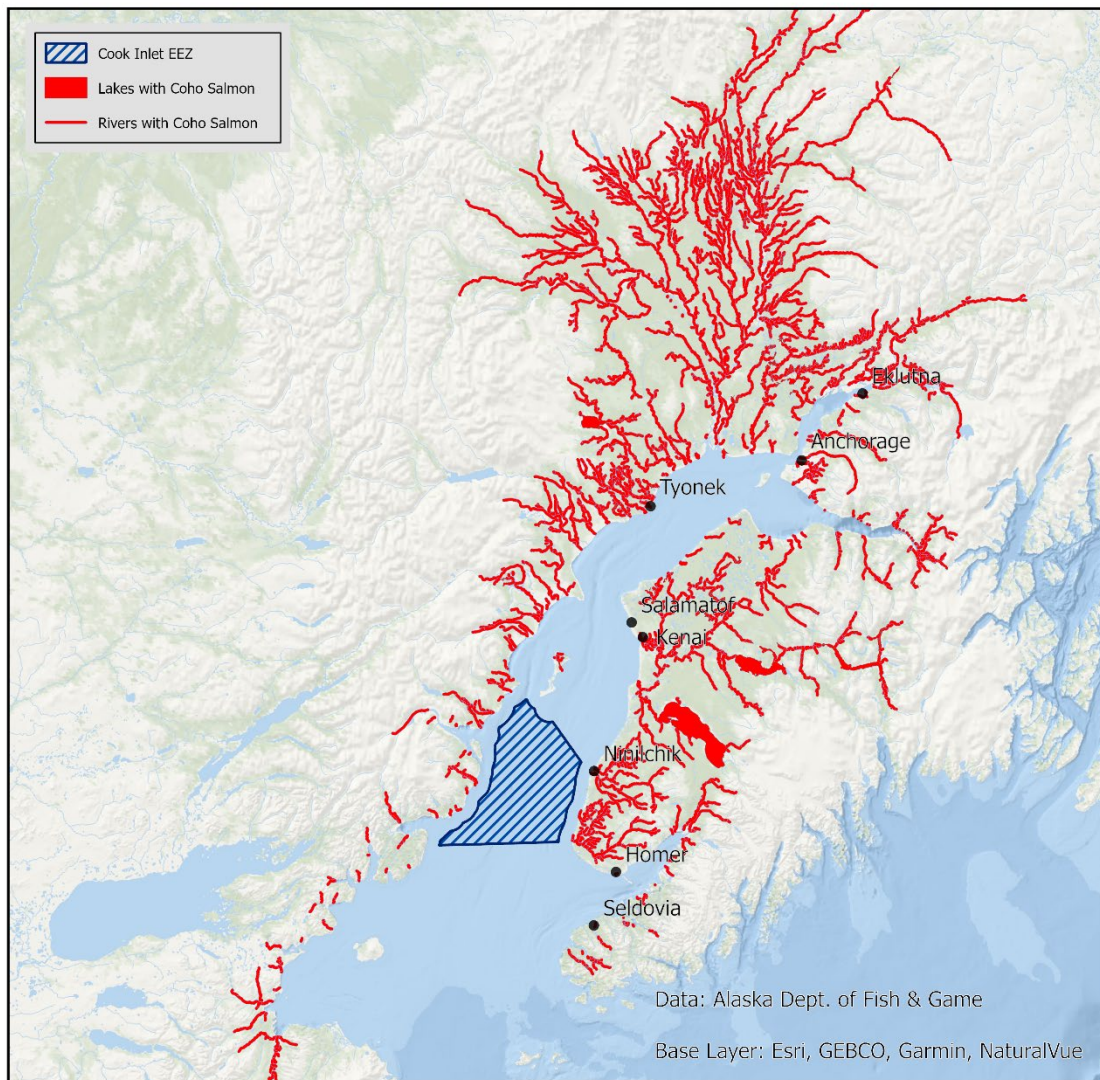 Cook Inlet EEZ
Lakes with Coho Salmon
Rivers with Coho Salmon
Eklutna
Anchorage
Tyonek
Salamatof
Kenai
Ninilchik
Homer
Seldovia
Data: Alaska Dept. of Fish & Game
Base Layer: Esri, GEBCO, Garmin, NaturalVue